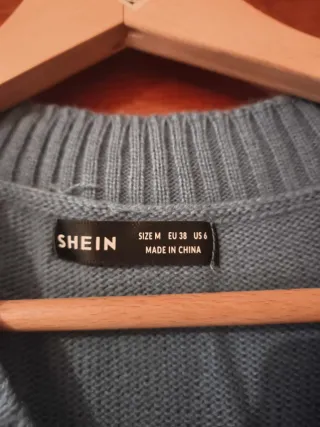 SHEIN
SIZE M EU 38 US 6
MADE IN CHINA